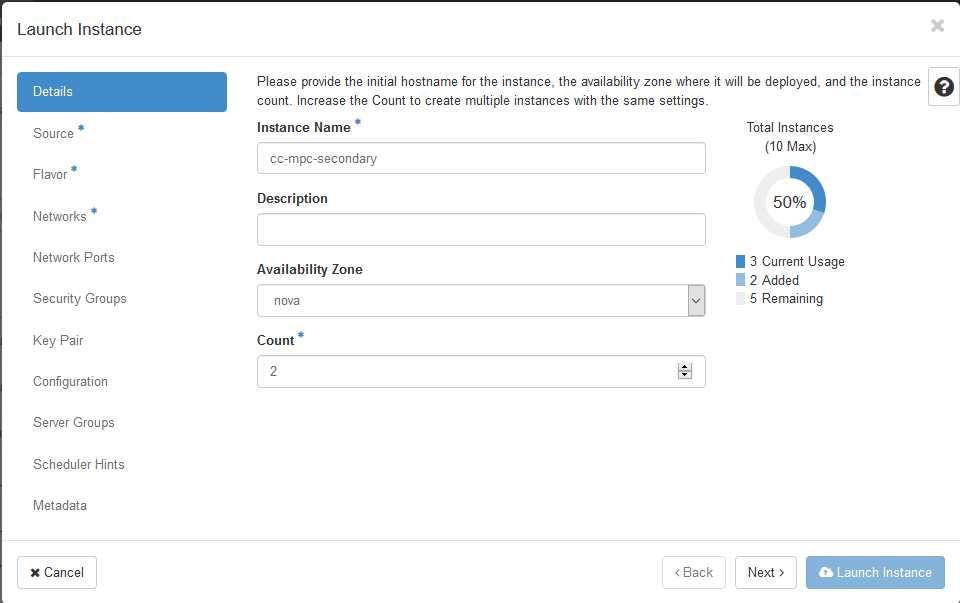 Launch Instance
Details
Source *
Flavor *
Networks *
Network Ports
Security Groups
Key Pair
Configuration
Server Groups
Scheduler Hints
Metadata
Please provide the initial hostname for the instance, the availability zone where it will be deployed, and the instance
count. Increase the Count to create multiple instances with the same settings.
Instance Name *
cc-mpc-secondary
Description
Availability Zone
nova
Count *
2
Total Instances
(10 Max)
50%
3 Current Usage
2 Added
5 Remaining
Cancel
Back
Next
Launch Instance